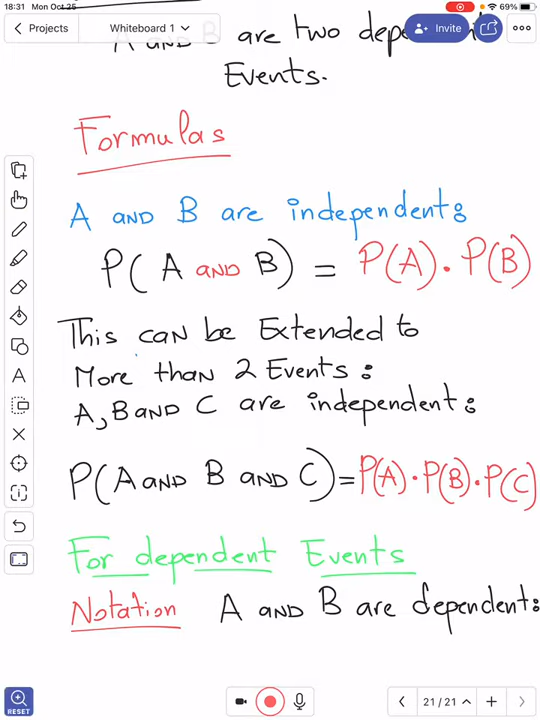 18:31 Mon Oct 25
69%
Projects
Whiteboard 1
Invite
A AND B are two
Events.
Formulas
A AND B are independent:
P( A AND B) = P(A) · P(B)
This can be Extended to
More than 2 Events:
A, B AND C are independent:
P(A AND B AND C) = P(A) · P(B) · P(C)
For dependent Events
Notation A AND B are dependent:
RESET
21/21